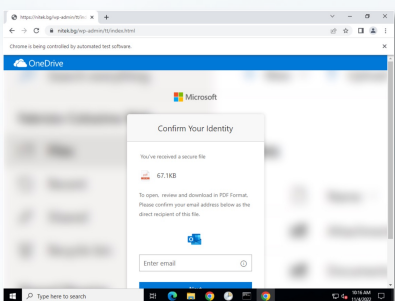 https://nitek.bg/wp-admin/tt/in
nitek.bg/wp-admin/tt/index.html
Chrome is being controlled by automated test software.
OneDrive
Microsoft
Confirm Your Identity
You've received a secure file
67.1KB
To open, review and download in PDF Format,
Please confirm your email address below as the
direct recipient of this file.
Enter email
Files
Name
Type here to search
10:16 AM
11/4/2022